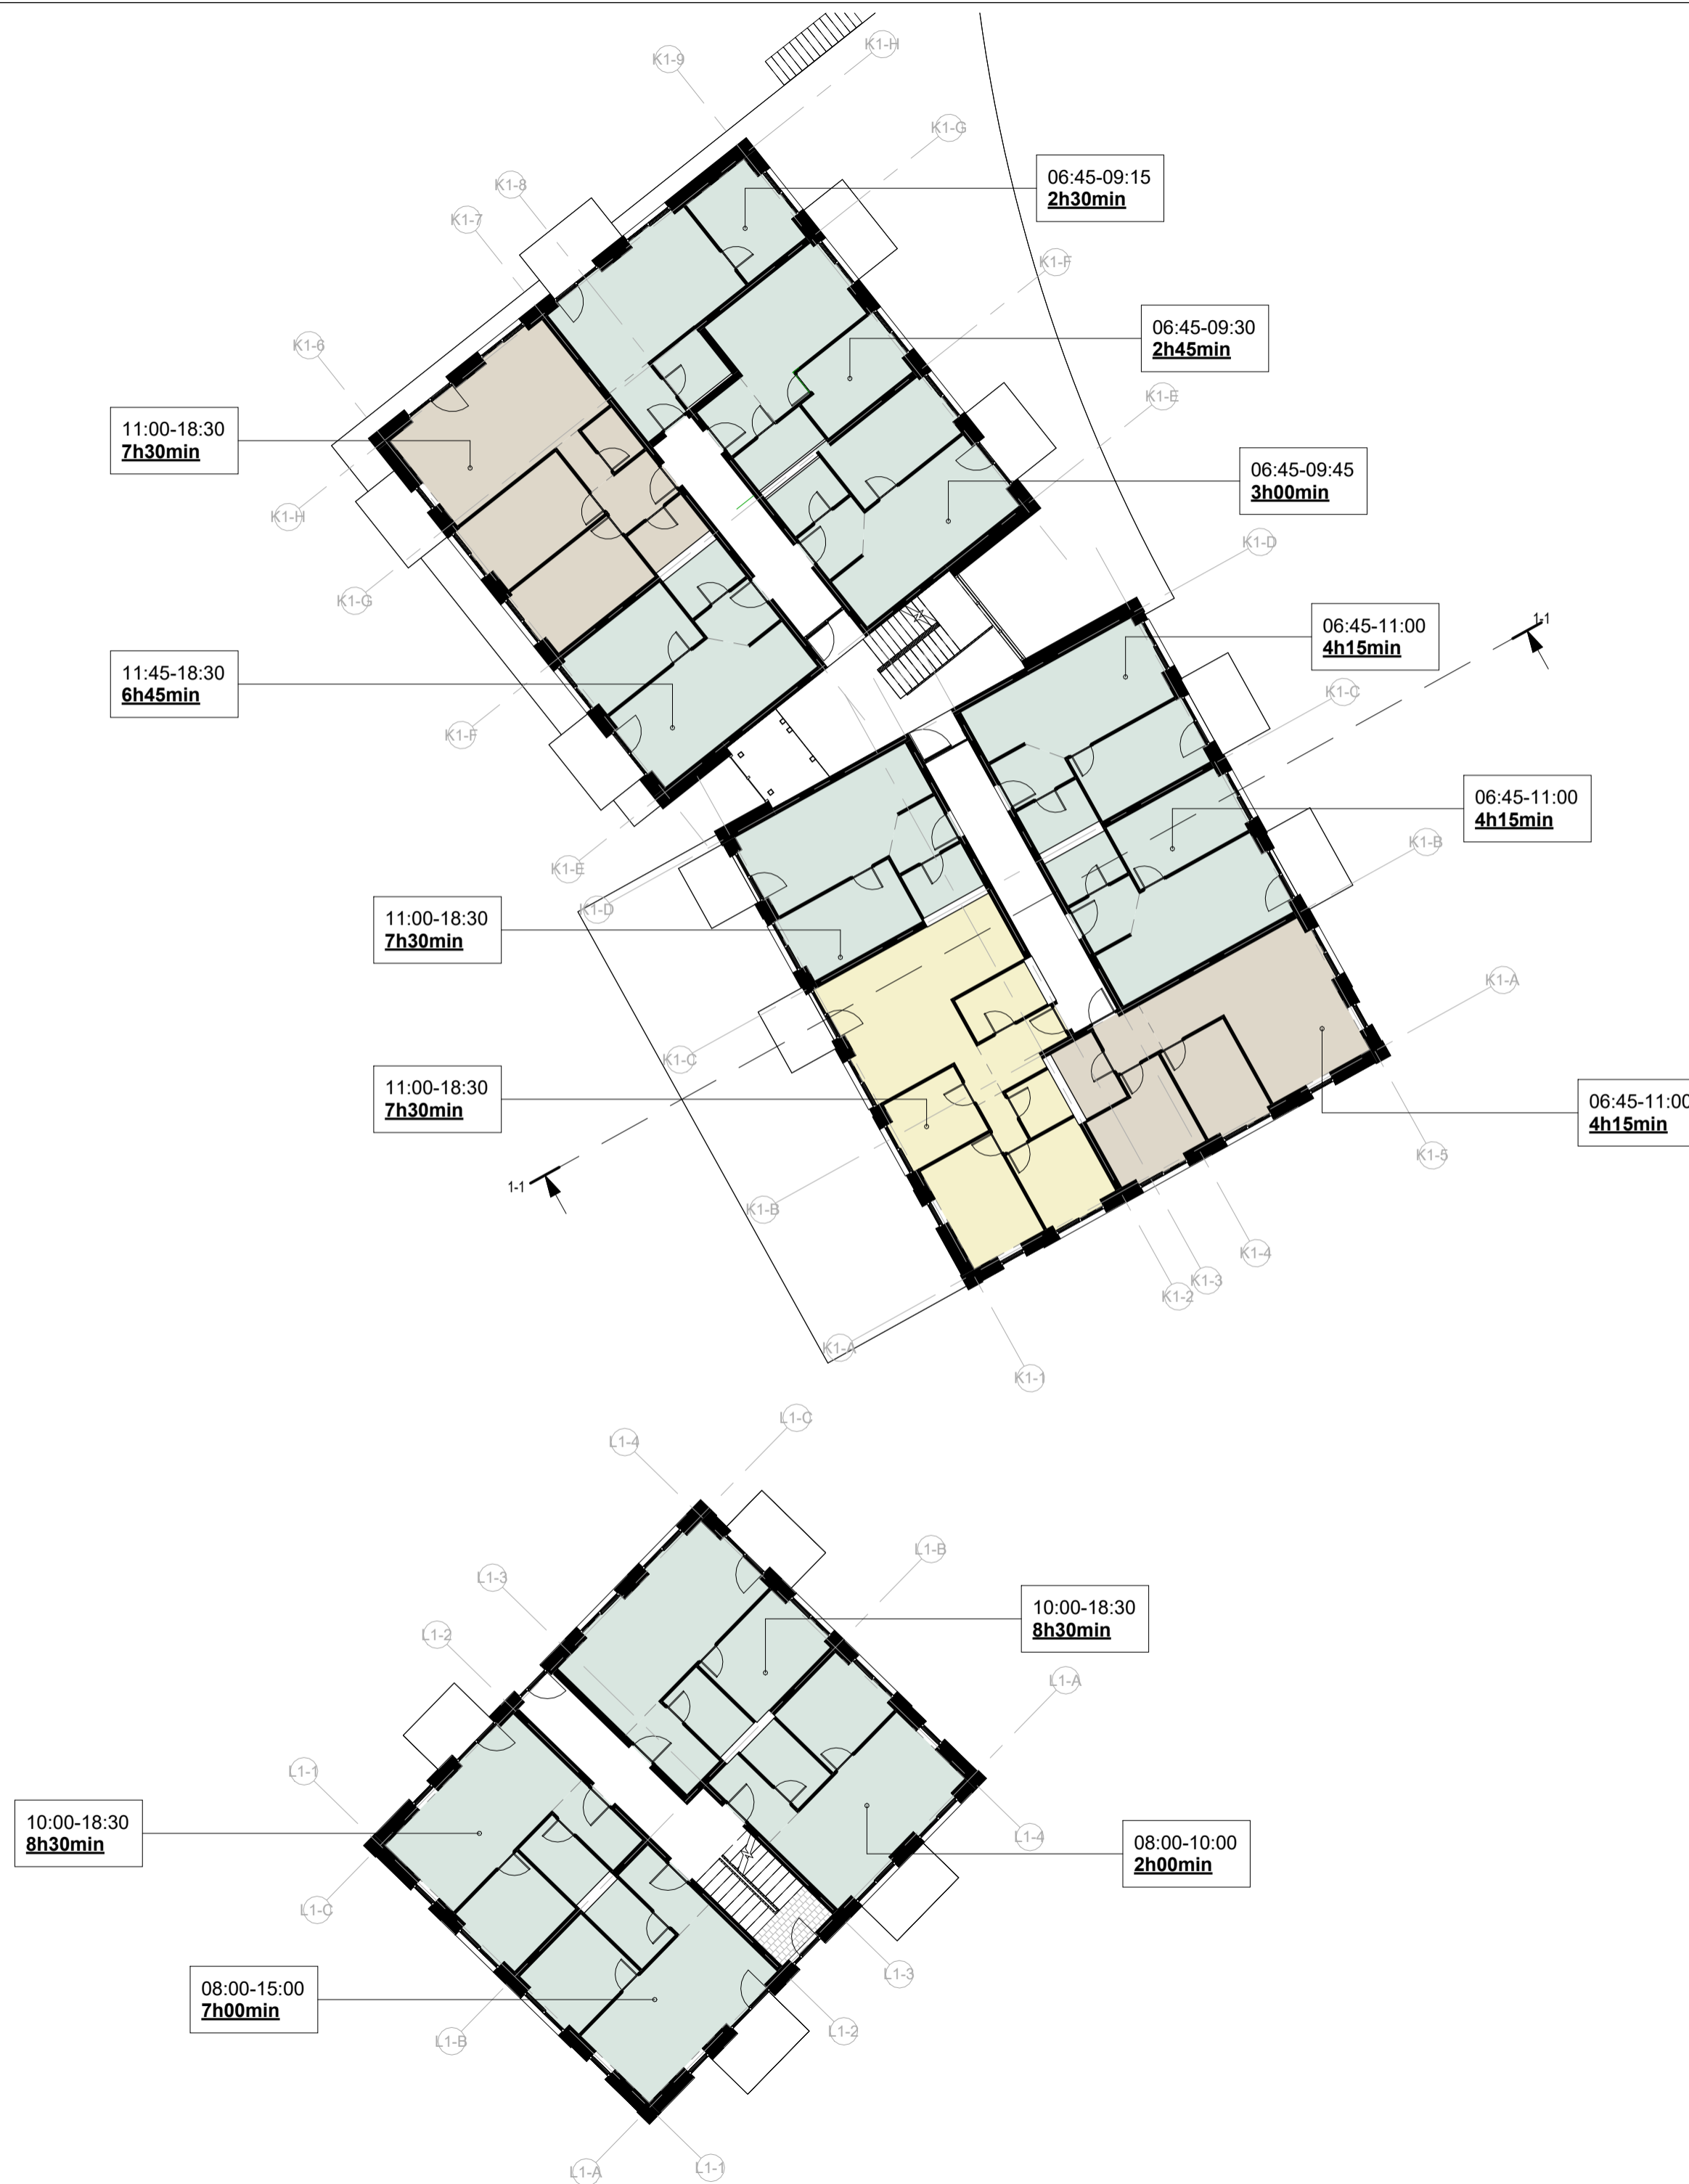 K1-H
K1-9
K1-G
06:45-09:15
2h30min
K1-8
K1-7
K1-F
06:45-09:30
2h45min
K1-6
K1-E
11:00-18:30
7h30min
06:45-09:45
3h00min
K1-H
K1-D
K1-G
06:45-11:00
4h15min
1-1
11:45-18:30
6h45min
K1-C
K1-F
06:45-11:00
4h15min
K1-B
K1-E
K1-D
11:00-18:30
7h30min
K1-A
K1-C
11:00-18:30
7h30min
06:45-11:00
4h15min
K1-5
1-1
K1-B
K1-4
K1-3
K1-2
K1-A
K1-1
L1-C
L1-4
L1-B
L1-3
10:00-18:30
8h30min
L1-2
L1-A
L1-1
10:00-18:30
8h30min
L1-4
08:00-10:00
2h00min
L1-C
L1-3
08:00-15:00
7h00min
L1-2
L1-B
L1-A
L1-1